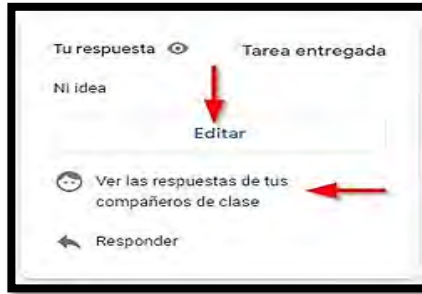 Tu respuesta Tarea entregada
Ni idea
Editar
Ver las respuestas de tus
compañeros de clase
Responder